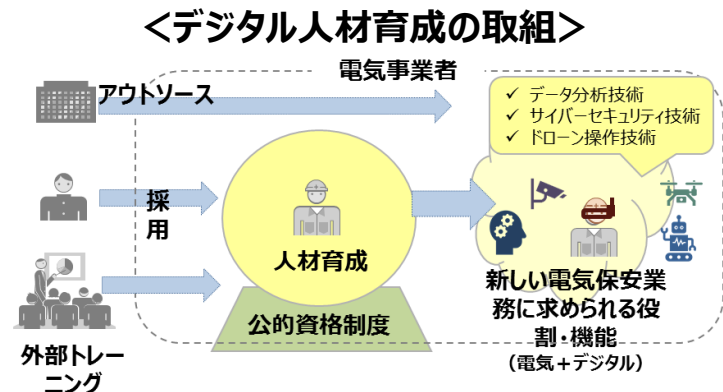 ＜デジタル人材育成の取組＞
電気事業者
アウトソース
✓ データ分析技術
✓ サイバーセキュリティ技術
✓ ドローン操作技術
採
用
人材育成
公的資格制度
外部トレー
ニング
新しい電気保安業
務に求められる役
割・機能
（電気＋デジタル）